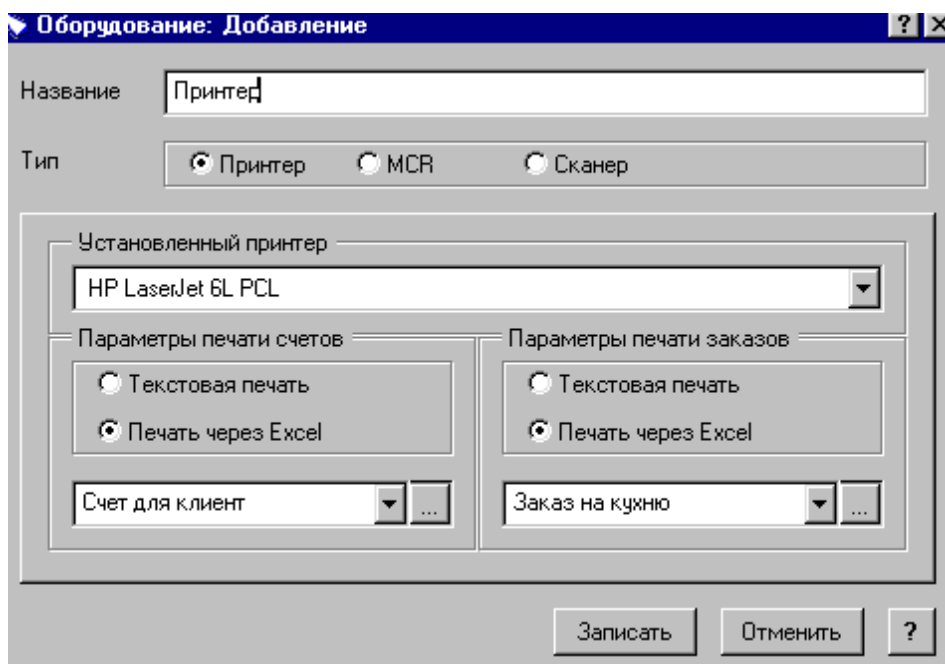 Оборудование: Добавление ? X
Название Принтер
Тип Принтер MCR Сканер
Установленный принтер
HP LaserJet 6L PCL
Параметры печати счетов Параметры печати заказов
Текстовая печать Текстовая печать
Печать через Excel Печать через Excel
Счет для клиент ... Заказ на кухню ...
Записать Отменить ?